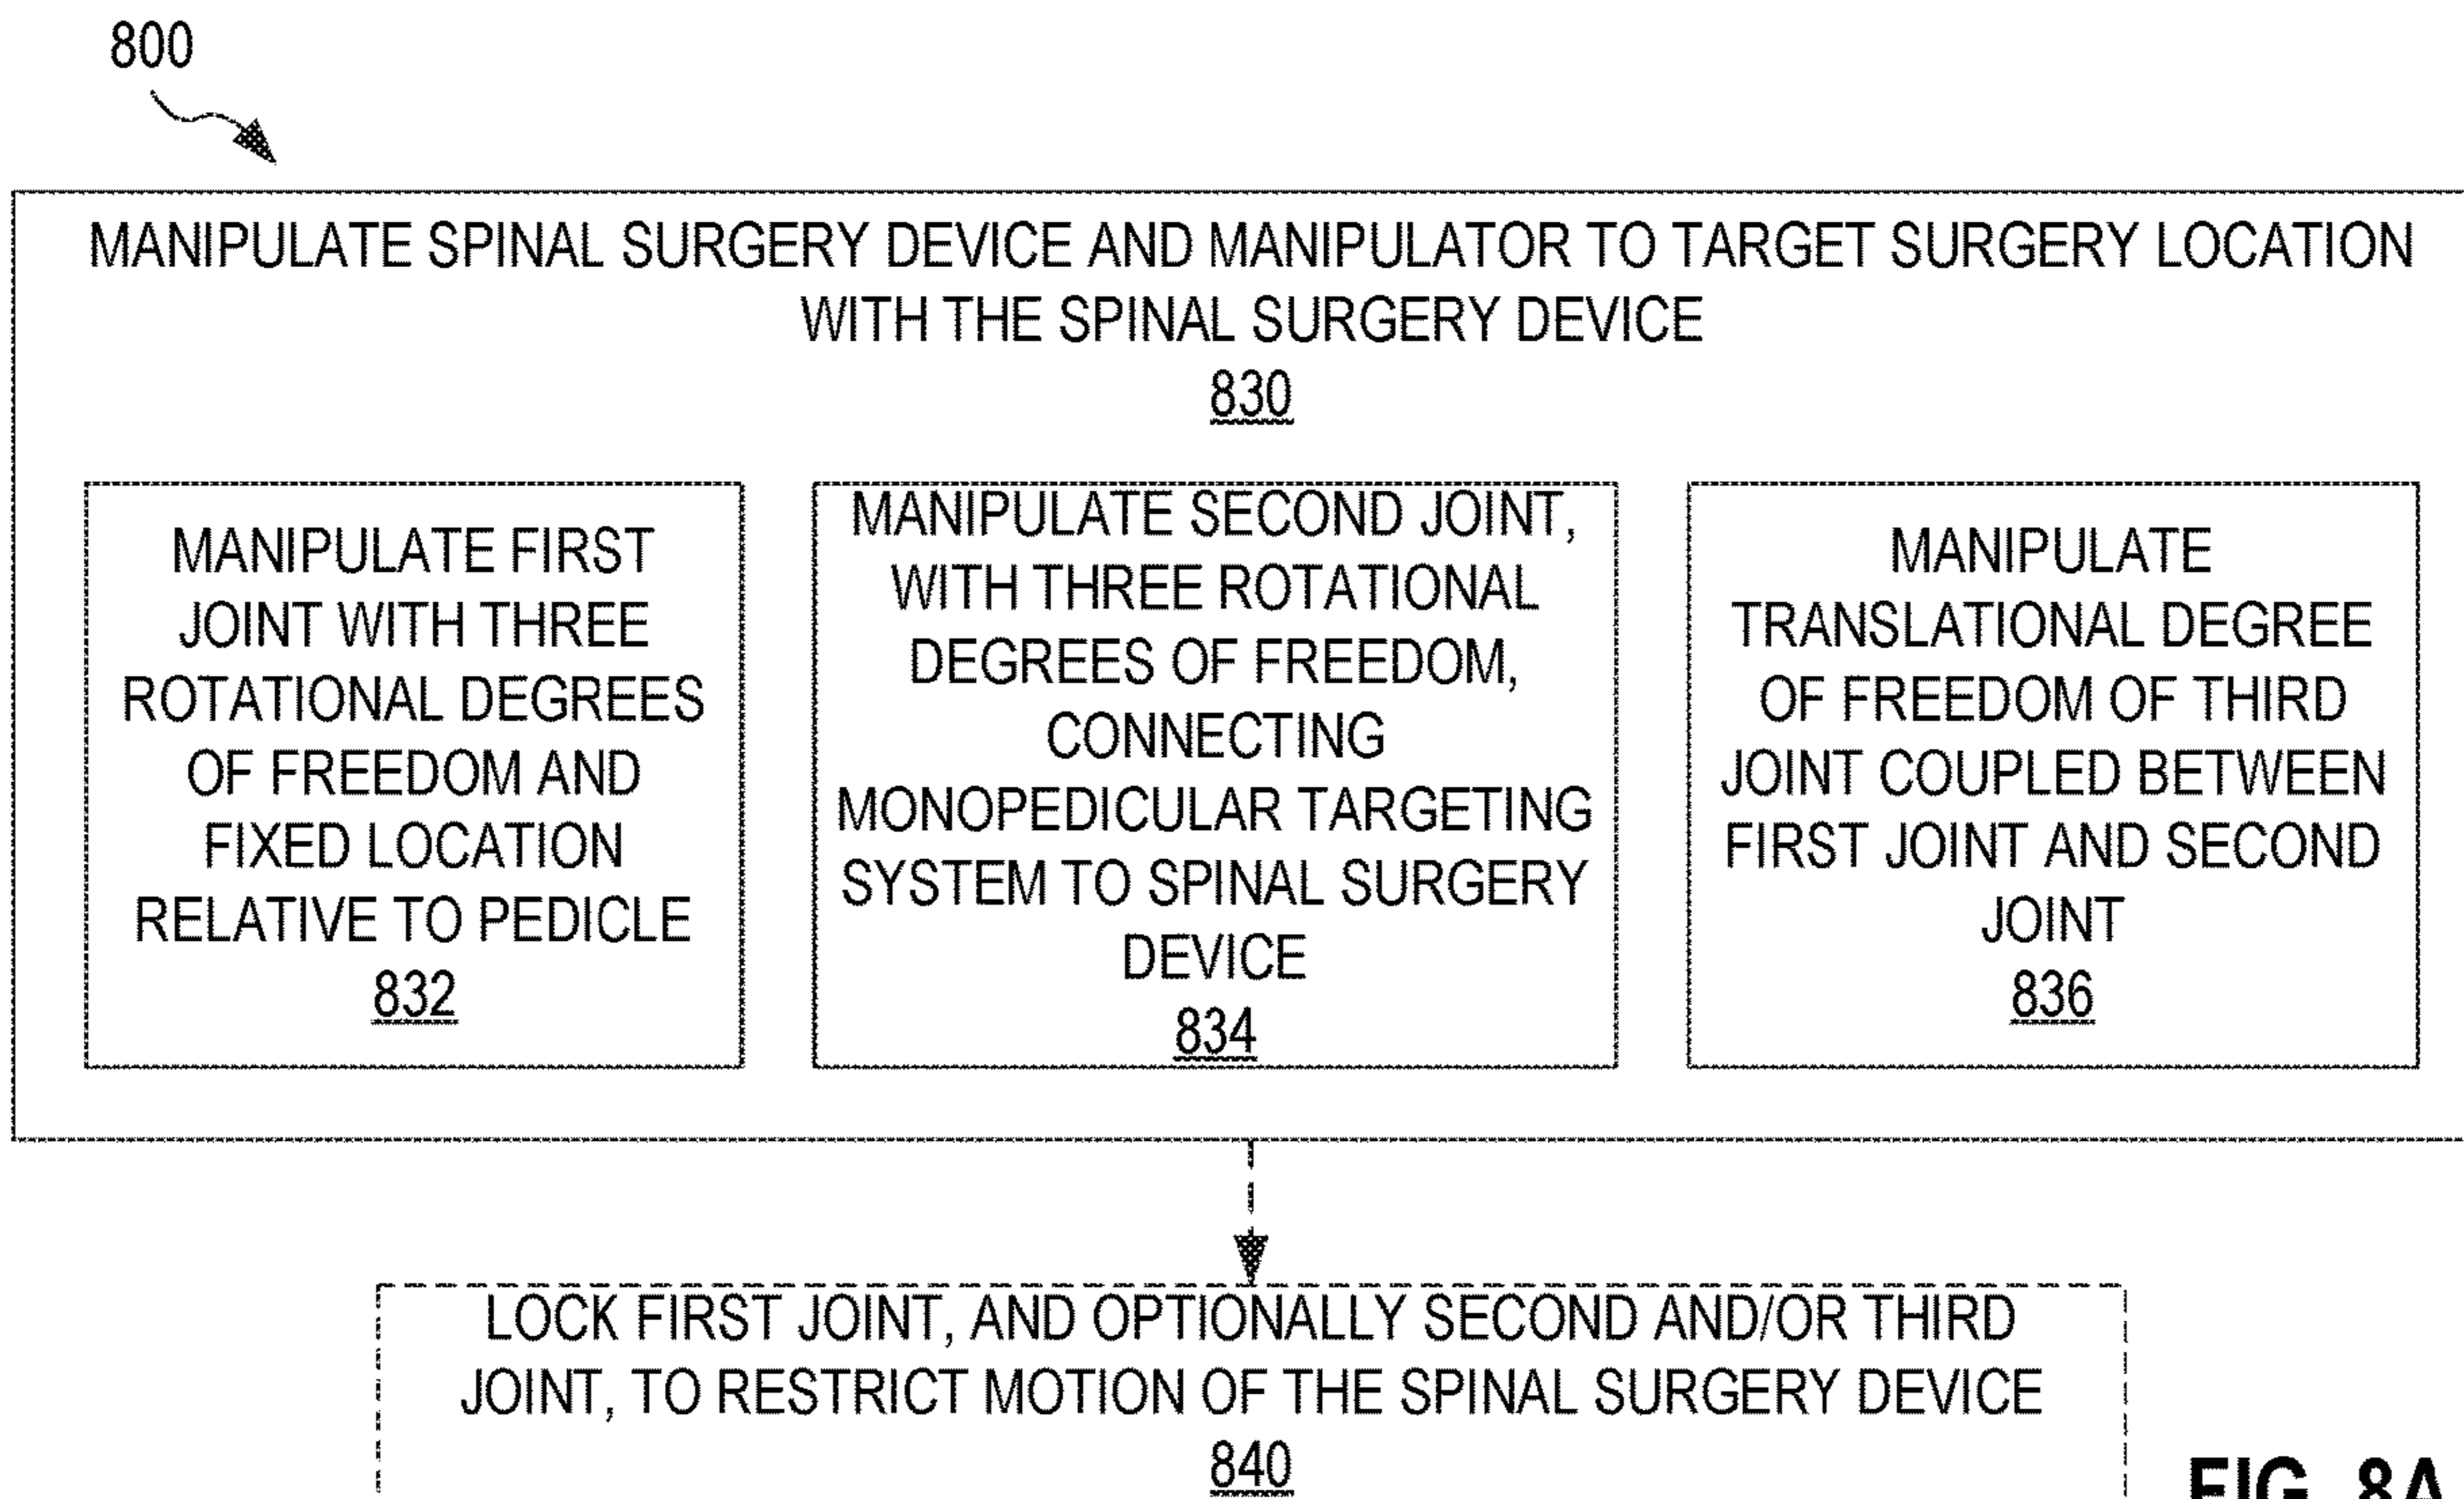 800
MANIPULATE SPINAL SURGERY DEVICE AND MANIPULATOR TO TARGET SURGERY LOCATION
WITH THE SPINAL SURGERY DEVICE
830
MANIPULATE FIRST
JOINT WITH THREE
ROTATIONAL DEGREES
OF FREEDOM AND
FIXED LOCATION
RELATIVE TO PEDICLE
832
MANIPULATE SECOND JOINT,
WITH THREE ROTATIONAL
DEGREES OF FREEDOM,
CONNECTING
MONOPEDICULAR TARGETING
SYSTEM TO SPINAL SURGERY
DEVICE
834
MANIPULATE
TRANSLATIONAL DEGREE
OF FREEDOM OF THIRD
JOINT COUPLED BETWEEN
FIRST JOINT AND SECOND
JOINT
836
LOCK FIRST JOINT, AND OPTIONALLY SECOND AND/OR THIRD
JOINT, TO RESTRICT MOTION OF THE SPINAL SURGERY DEVICE
840
FIG. 8A